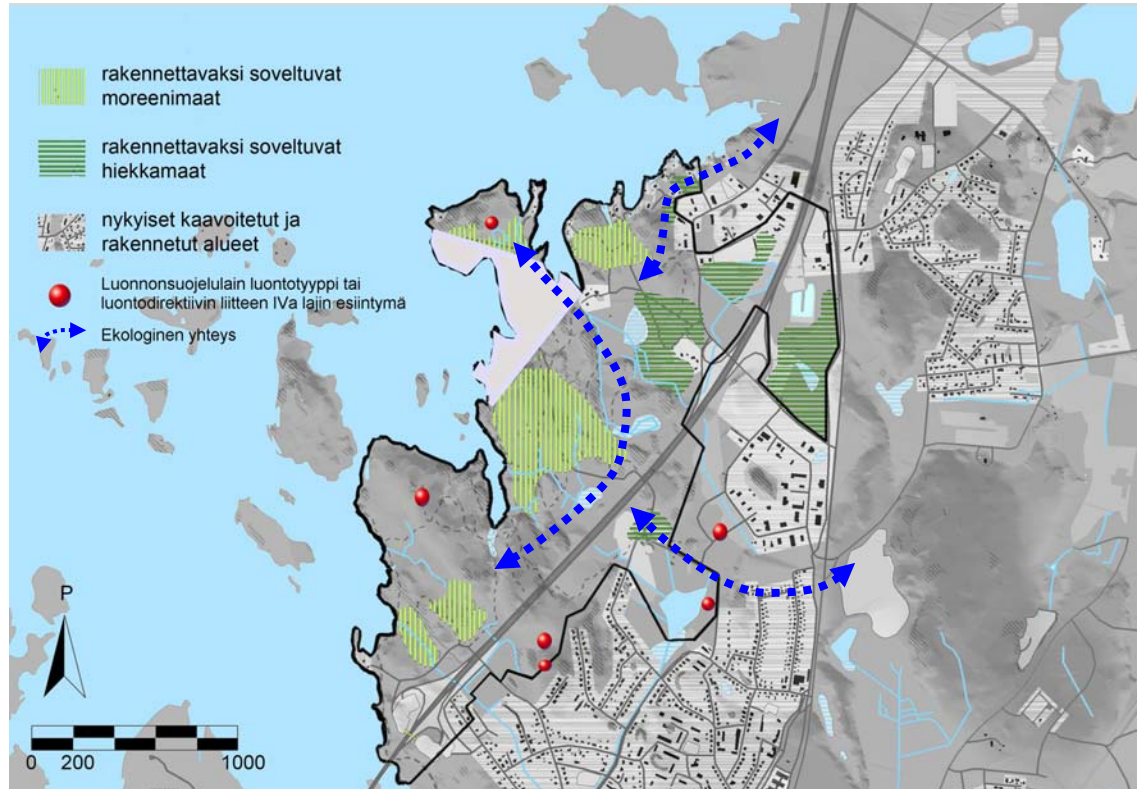 rakennettavaksi soveltuvat
moreenimaat
rakennettavaksi soveltuvat
hiekkamaat
nykyiset kaavoitetut ja
rakennetut alueet
Luonnonsuojelulain luontotyyppi tai
luontodirektiivin liitteen IVa lajin esiintymä
Ekologinen yhteys
P
0 200 1000